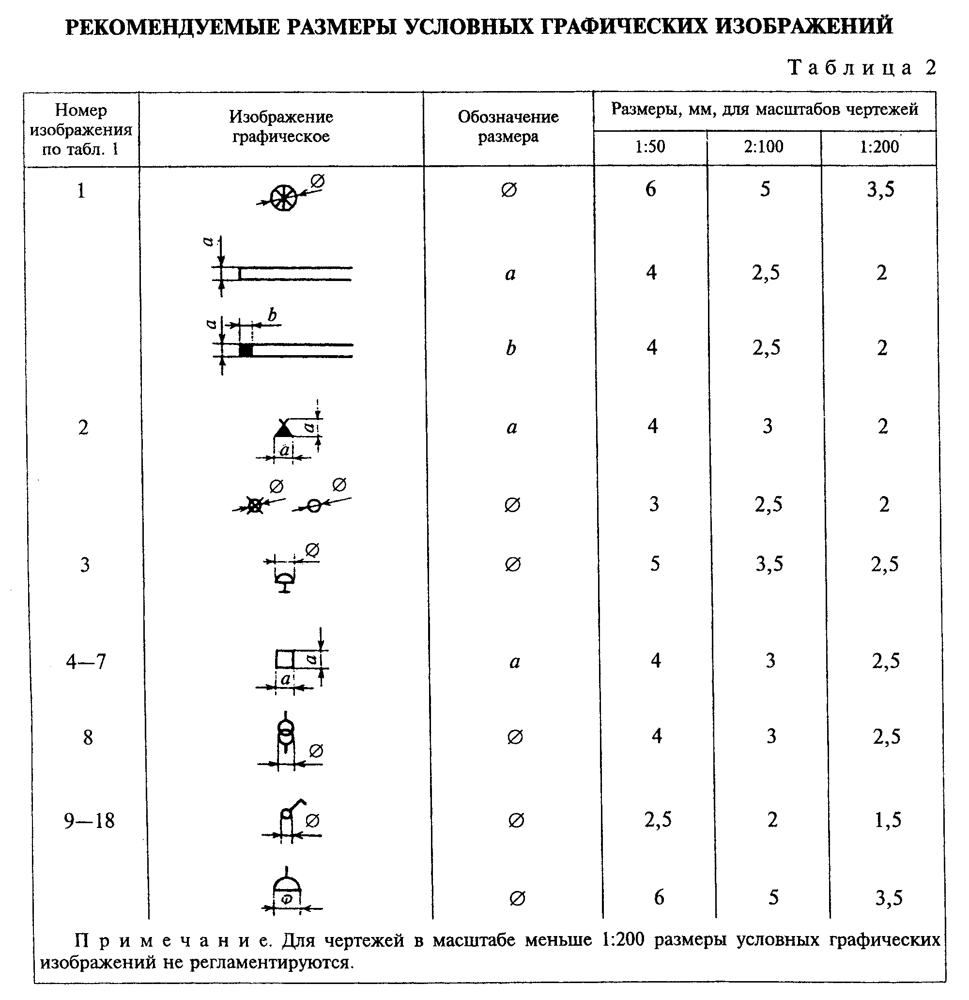 РЕКОМЕНДУЕМЫЕ РАЗМЕРЫ УСЛОВНЫХ ГРАФИЧЕСКИХ ИЗОБРАЖЕНИЙ
Таблица 2
Номер
изображения
по табл. 1
Изображение
графическое
Обозначение
размера
Размеры, мм, для масштабов чертежей
1:50 2:100 1:200
∅
1 ∅ 6 5 3,5
a
a 4 2,5 2
a b
b 4 2,5 2
2 a a 4 3 2
a
∅ ∅
∅ 3 2,5 2
∅
3 ∅ 5 3,5 2,5
4—7 a a 4 3 2,5
a
8 ∅ 4 3 2,5
∅
9—18 ∅ ∅ 2,5 2 1,5
∅ ∅ 6 5 3,5
Примечание. Для чертежей в масштабе меньше 1:200 размеры условных графических
изображений не регламентируются.